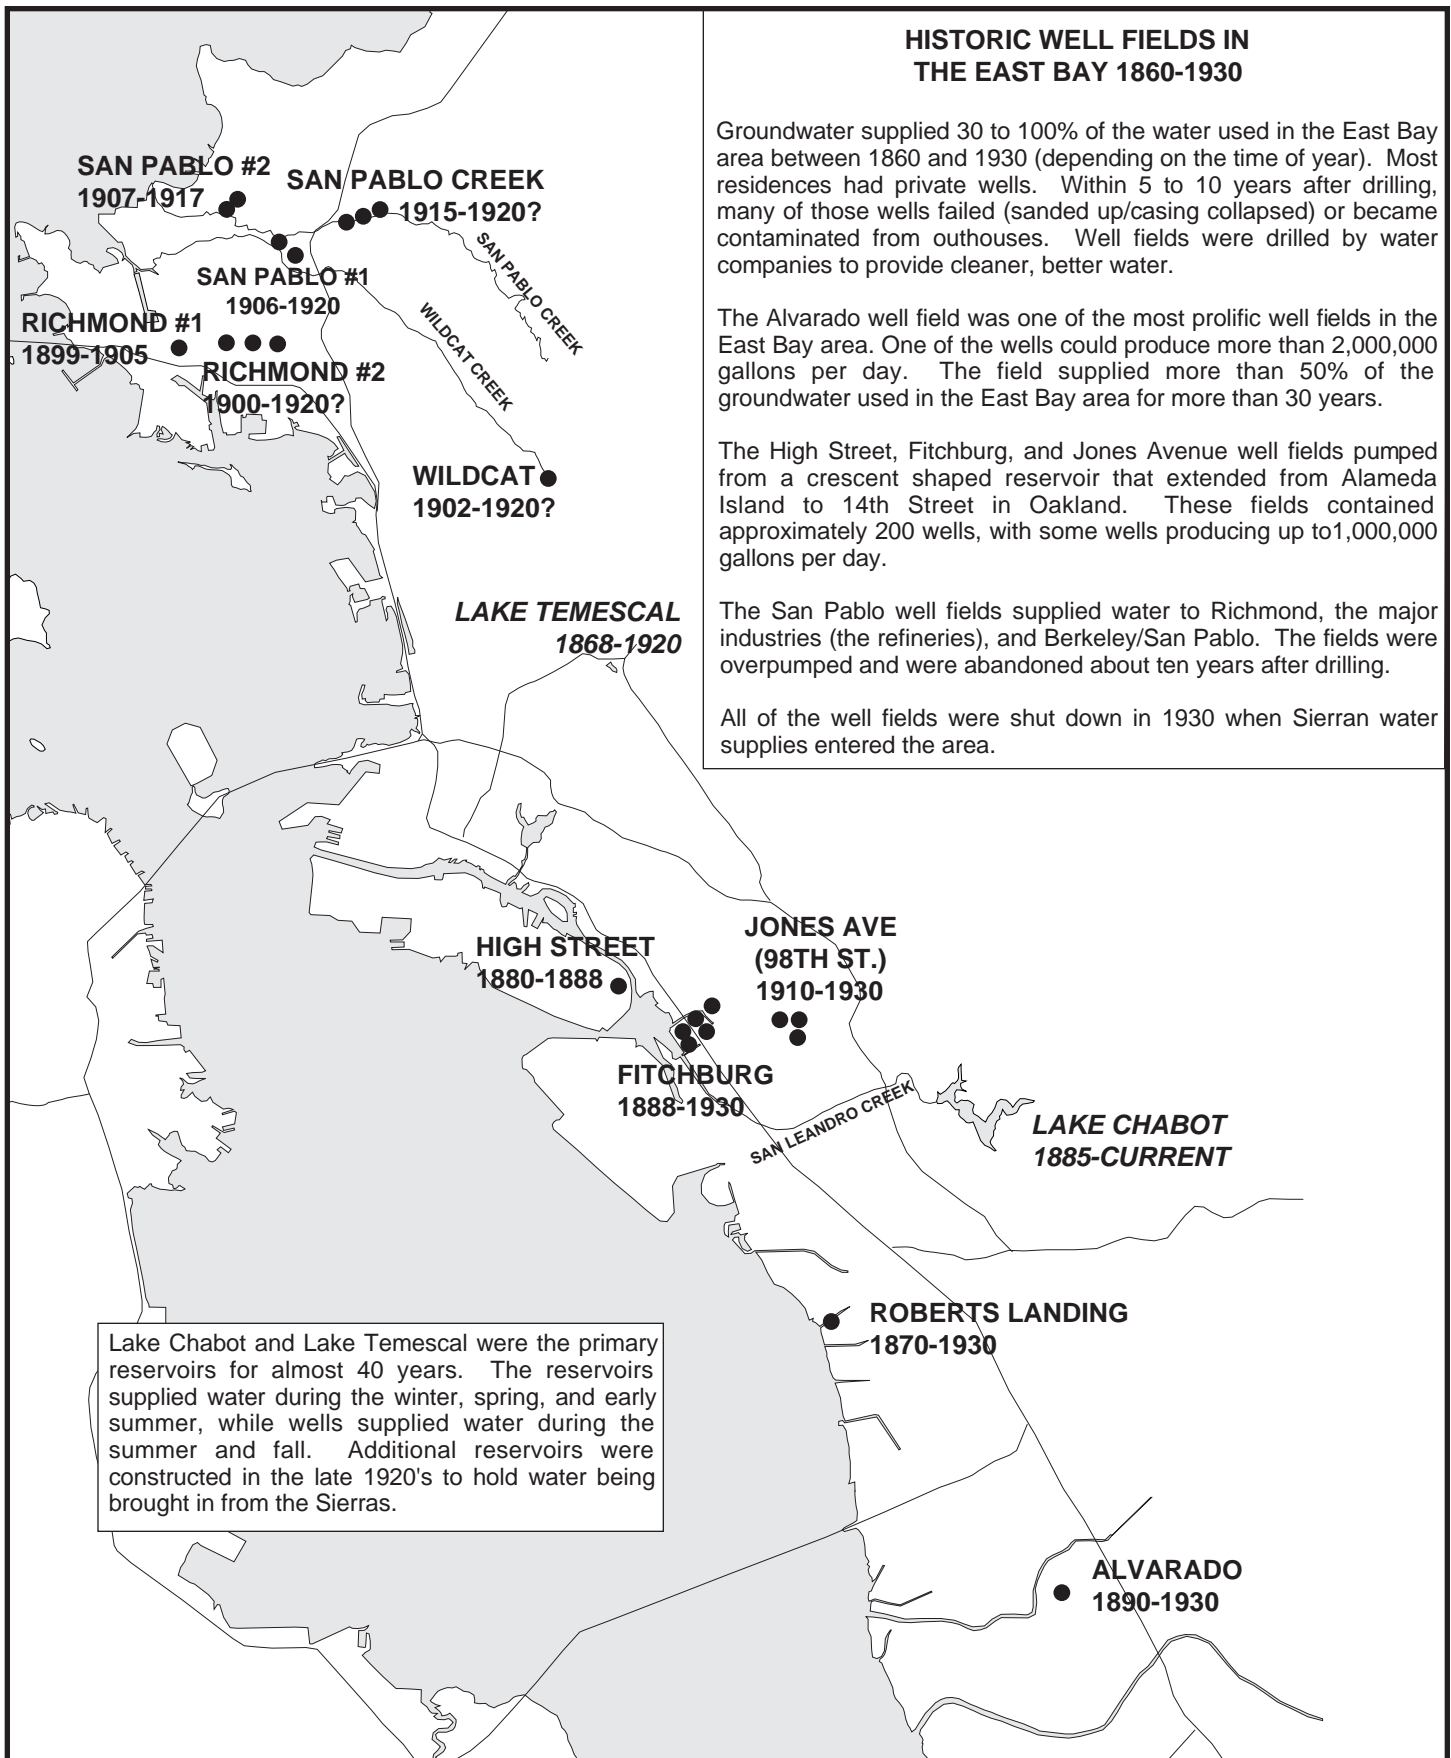 HISTORIC WELL FIELDS IN
THE EAST BAY 1860-1930
Groundwater supplied 30 to 100% of the water used in the East Bay
area between 1860 and 1930 (depending on the time of year). Most
residences had private wells. Within 5 to 10 years after drilling,
many of those wells failed (sanded up/casing collapsed) or became
contaminated from outhouses. Well fields were drilled by water
companies to provide cleaner, better water.
The Alvarado well field was one of the most prolific well fields in the
East Bay area. One of the wells could produce more than 2,000,000
gallons per day. The field supplied more than 50% of the
groundwater used in the East Bay area for more than 30 years.
The High Street, Fitchburg, and Jones Avenue well fields pumped
from a crescent shaped reservoir that extended from Alameda
Island to 14th Street in Oakland. These fields contained
approximately 200 wells, with some wells producing up to1,000,000
gallons per day.
The San Pablo well fields supplied water to Richmond, the major
industries (the refineries), and Berkeley/San Pablo. The fields were
overpumped and were abandoned about ten years after drilling.
All of the well fields were shut down in 1930 when Sierran water
supplies entered the area.
SAN PABLO #2
1907-1917
SAN PABLO CREEK
1915-1920?
SAN PABLO CREEK
SAN PABLO #1
1906-1920
WILDCAT CREEK
RICHMOND #1
1899-1905
RICHMOND #2
1900-1920?
WILDCAT
1902-1920?
LAKE TEMESCAL
1868-1920
JONES AVE
(98TH ST.)
1910-1930
HIGH STREET
1880-1888
FITCHBURG
1888-1930
SAN LEANDRO CREEK
LAKE CHABOT
1885-CURRENT
ROBERTS LANDING
1870-1930
Lake Chabot and Lake Temescal were the primary
reservoirs for almost 40 years. The reservoirs
supplied water during the winter, spring, and early
summer, while wells supplied water during the
summer and fall. Additional reservoirs were
constructed in the late 1920's to hold water being
brought in from the Sierras.
ALVARADO
1890-1930